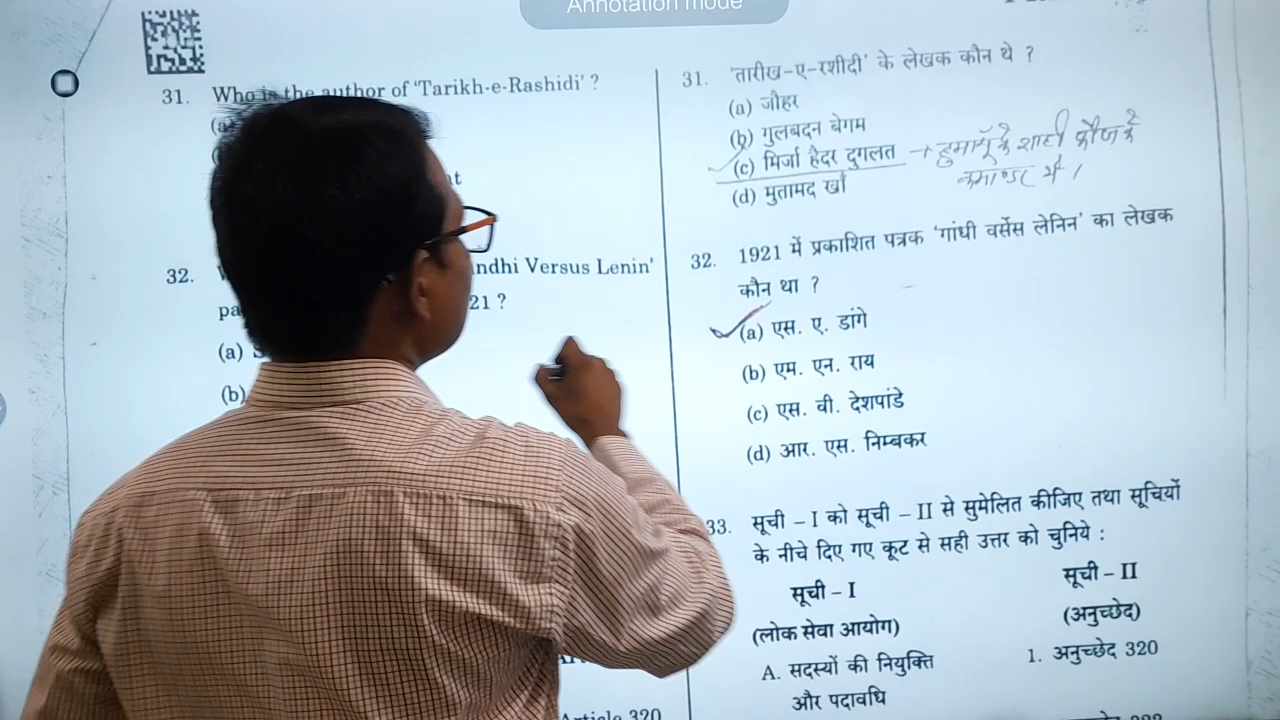 Annotation mode
31. Who is the author of 'Tarikh-e-Rashidi' ?
32.
ndhi Versus Lenin'
pa 21 ?
(a) S
(b)
Article 320
31. 'तारीख-ए-रशीदी' के लेखक कौन थे ?
(a) जौहर
(b) गुलबदन बेगम
(c) मिर्जा हैदर दुगलत → हुमायूँ के शाही फौज के
कमांडर थे।
(d) मुतामद खाँ
32. 1921 में प्रकाशित पत्रक 'गांधी वर्सेस लेनिन' का लेखक
कौन था ?
(a) एस. ए. डांगे
(b) एम. एन. राय
(c) एस. वी. देशपांडे
(d) आर. एस. निम्बकर
33. सूची – I को सूची – II से सुमेलित कीजिए तथा सूचियों
के नीचे दिए गए कूट से सही उत्तर को चुनिये :
सूची – I सूची – II
(लोक सेवा आयोग) (अनुच्छेद)
A. सदस्यों की नियुक्ति 1. अनुच्छेद 320
और पदावधि